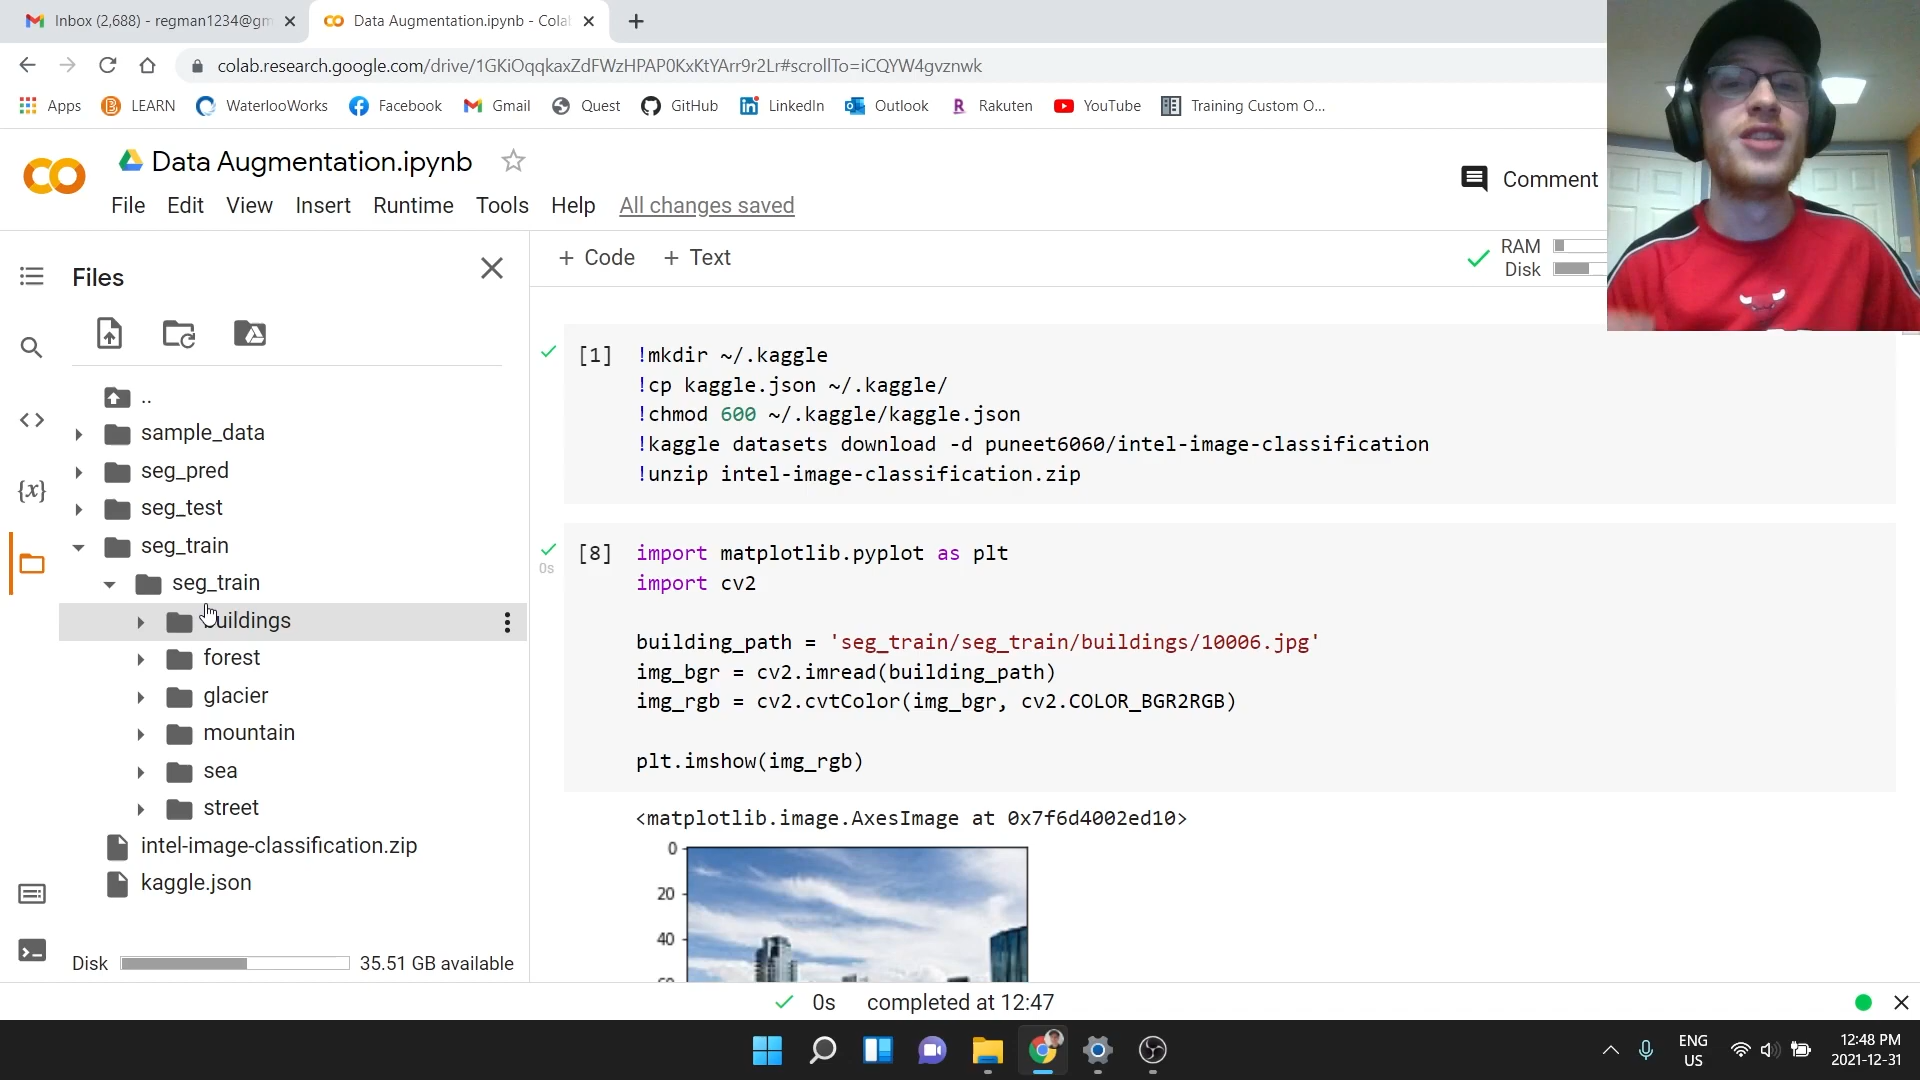 Inbox (2,688) - regman1234@gm
Data Augmentation.ipynb - Cola
colab.research.google.com/drive/1GKiOqqkaxZdFWzHPAP0KxKtYArr9r2Lr#scrollTo=iCQYW4gvznwk
Apps LEARN WaterlooWorks Facebook Gmail Quest GitHub LinkedIn Outlook Rakuten YouTube Training Custom O...
Data Augmentation.ipynb
Comment
File Edit View Insert Runtime Tools Help All changes saved
Files
+ Code + Text
RAM
Disk
..
sample_data
seg_pred
seg_test
seg_train
seg_train
buildings
forest
glacier
mountain
sea
street
intel-image-classification.zip
kaggle.json
Disk 35.51 GB available
[1] !mkdir ~/.kaggle
!cp kaggle.json ~/.kaggle/
!chmod 600 ~/.kaggle/kaggle.json
!kaggle datasets download -d puneet6060/intel-image-classification
!unzip intel-image-classification.zip
[8] import matplotlib.pyplot as plt
0s
import cv2
building_path = 'seg_train/seg_train/buildings/10006.jpg'
img_bgr = cv2.imread(building_path)
img_rgb = cv2.cvtColor(img_bgr, cv2.COLOR_BGR2RGB)
plt.imshow(img_rgb)
<matplotlib.image.AxesImage at 0x7f6d4002ed10>
0
20
40
0s completed at 12:47
ENG
US
12:48 PM
2021-12-31